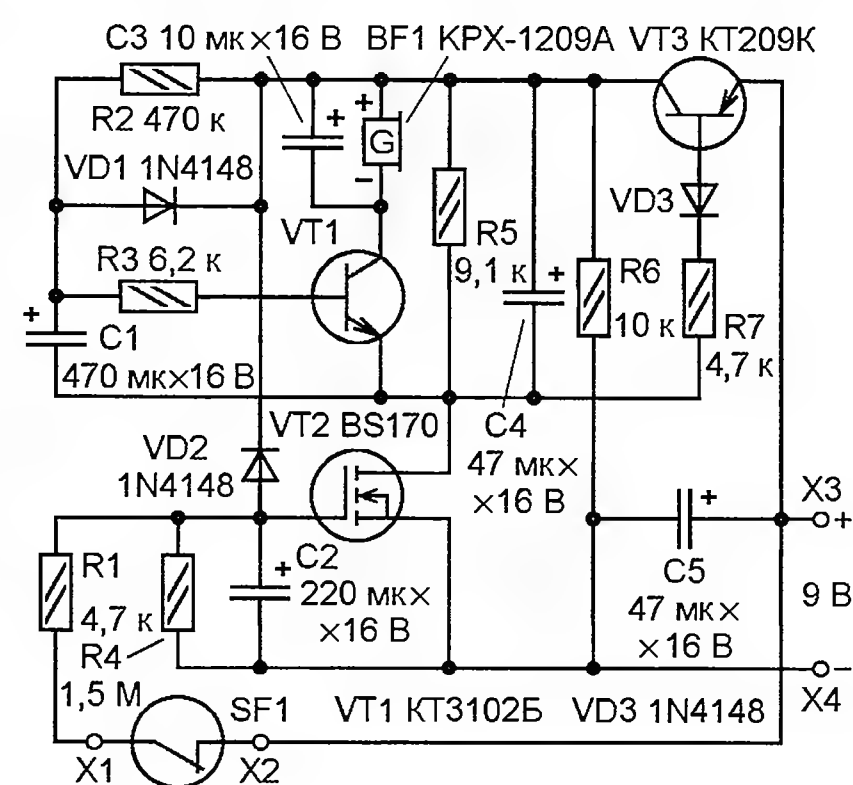 C3 10 мк×16 В BF1 KPX-1209A VT3 КТ209К
+
+
R2 470 к
G
VD1 1N4148
–
VD3
VT1
R5
R3 6,2 к
9,1 к
+
R6
+
C1
10 к
R7
470 мк×16 В
4,7 к
VT2 BS170
C4
VD2
47 мк×
1N4148
×16 В
+
X3
+
R1
+
C2
C5
9 В
4,7 к
220 мк×
47 мк×
R4
×16 В
×16 В
–
1,5 М
SF1
VT1 КТ3102Б
VD3 1N4148
X4
X1
X2